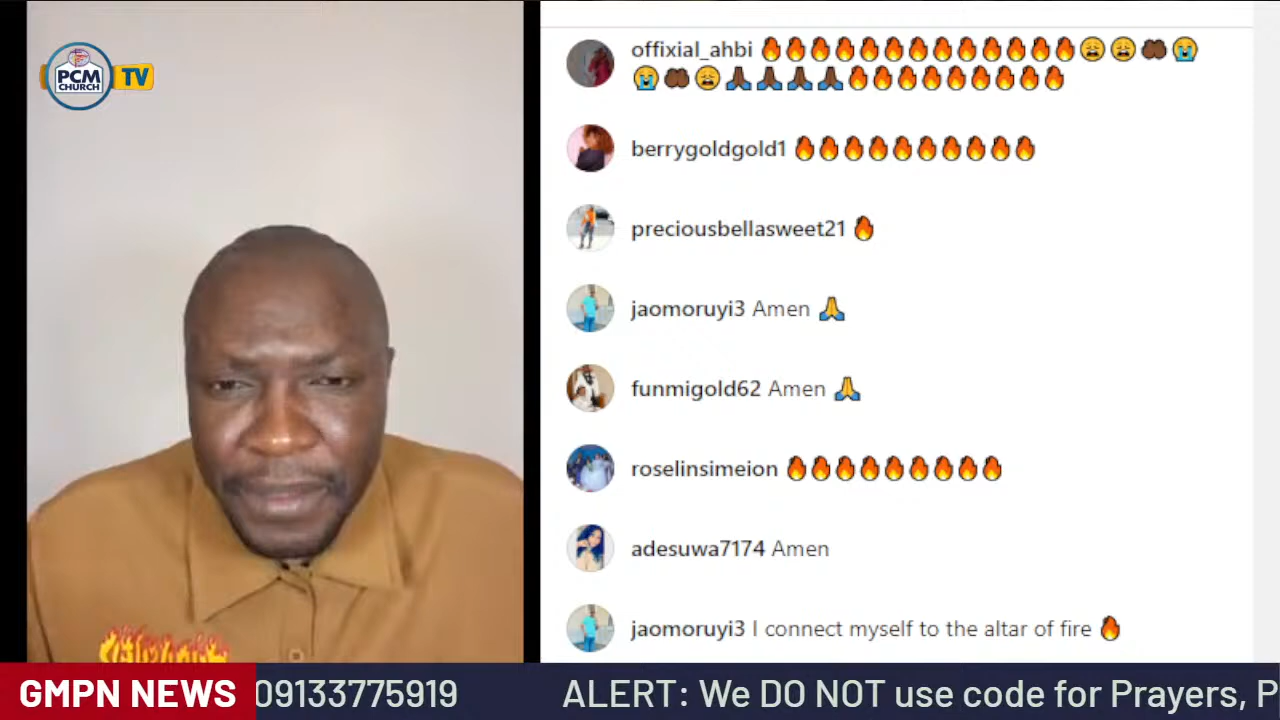 PCM
CHURCH
TV
offixial_ahbi 🔥🔥🔥🔥🔥🔥🔥🔥🔥🔥🔥🔥🔥😩😩🤲🏿😭
😭🤲🏿😩🙏🏿🙏🏿🙏🏿🙏🏿🔥🔥🔥🔥🔥🔥🔥🔥🔥
berrygoldgold1 🔥🔥🔥🔥🔥🔥🔥🔥🔥🔥
preciousbellasweet21 🔥
jaomoruyi3 Amen 🙏
funmigold62 Amen 🙏
roselinsimeion 🔥🔥🔥🔥🔥🔥🔥🔥🔥
adesuwa7174 Amen
jaomoruyi3 I connect myself to the altar of fire 🔥
GMPN NEWS
09133775919
ALERT: We DO NOT use code for Prayers, P